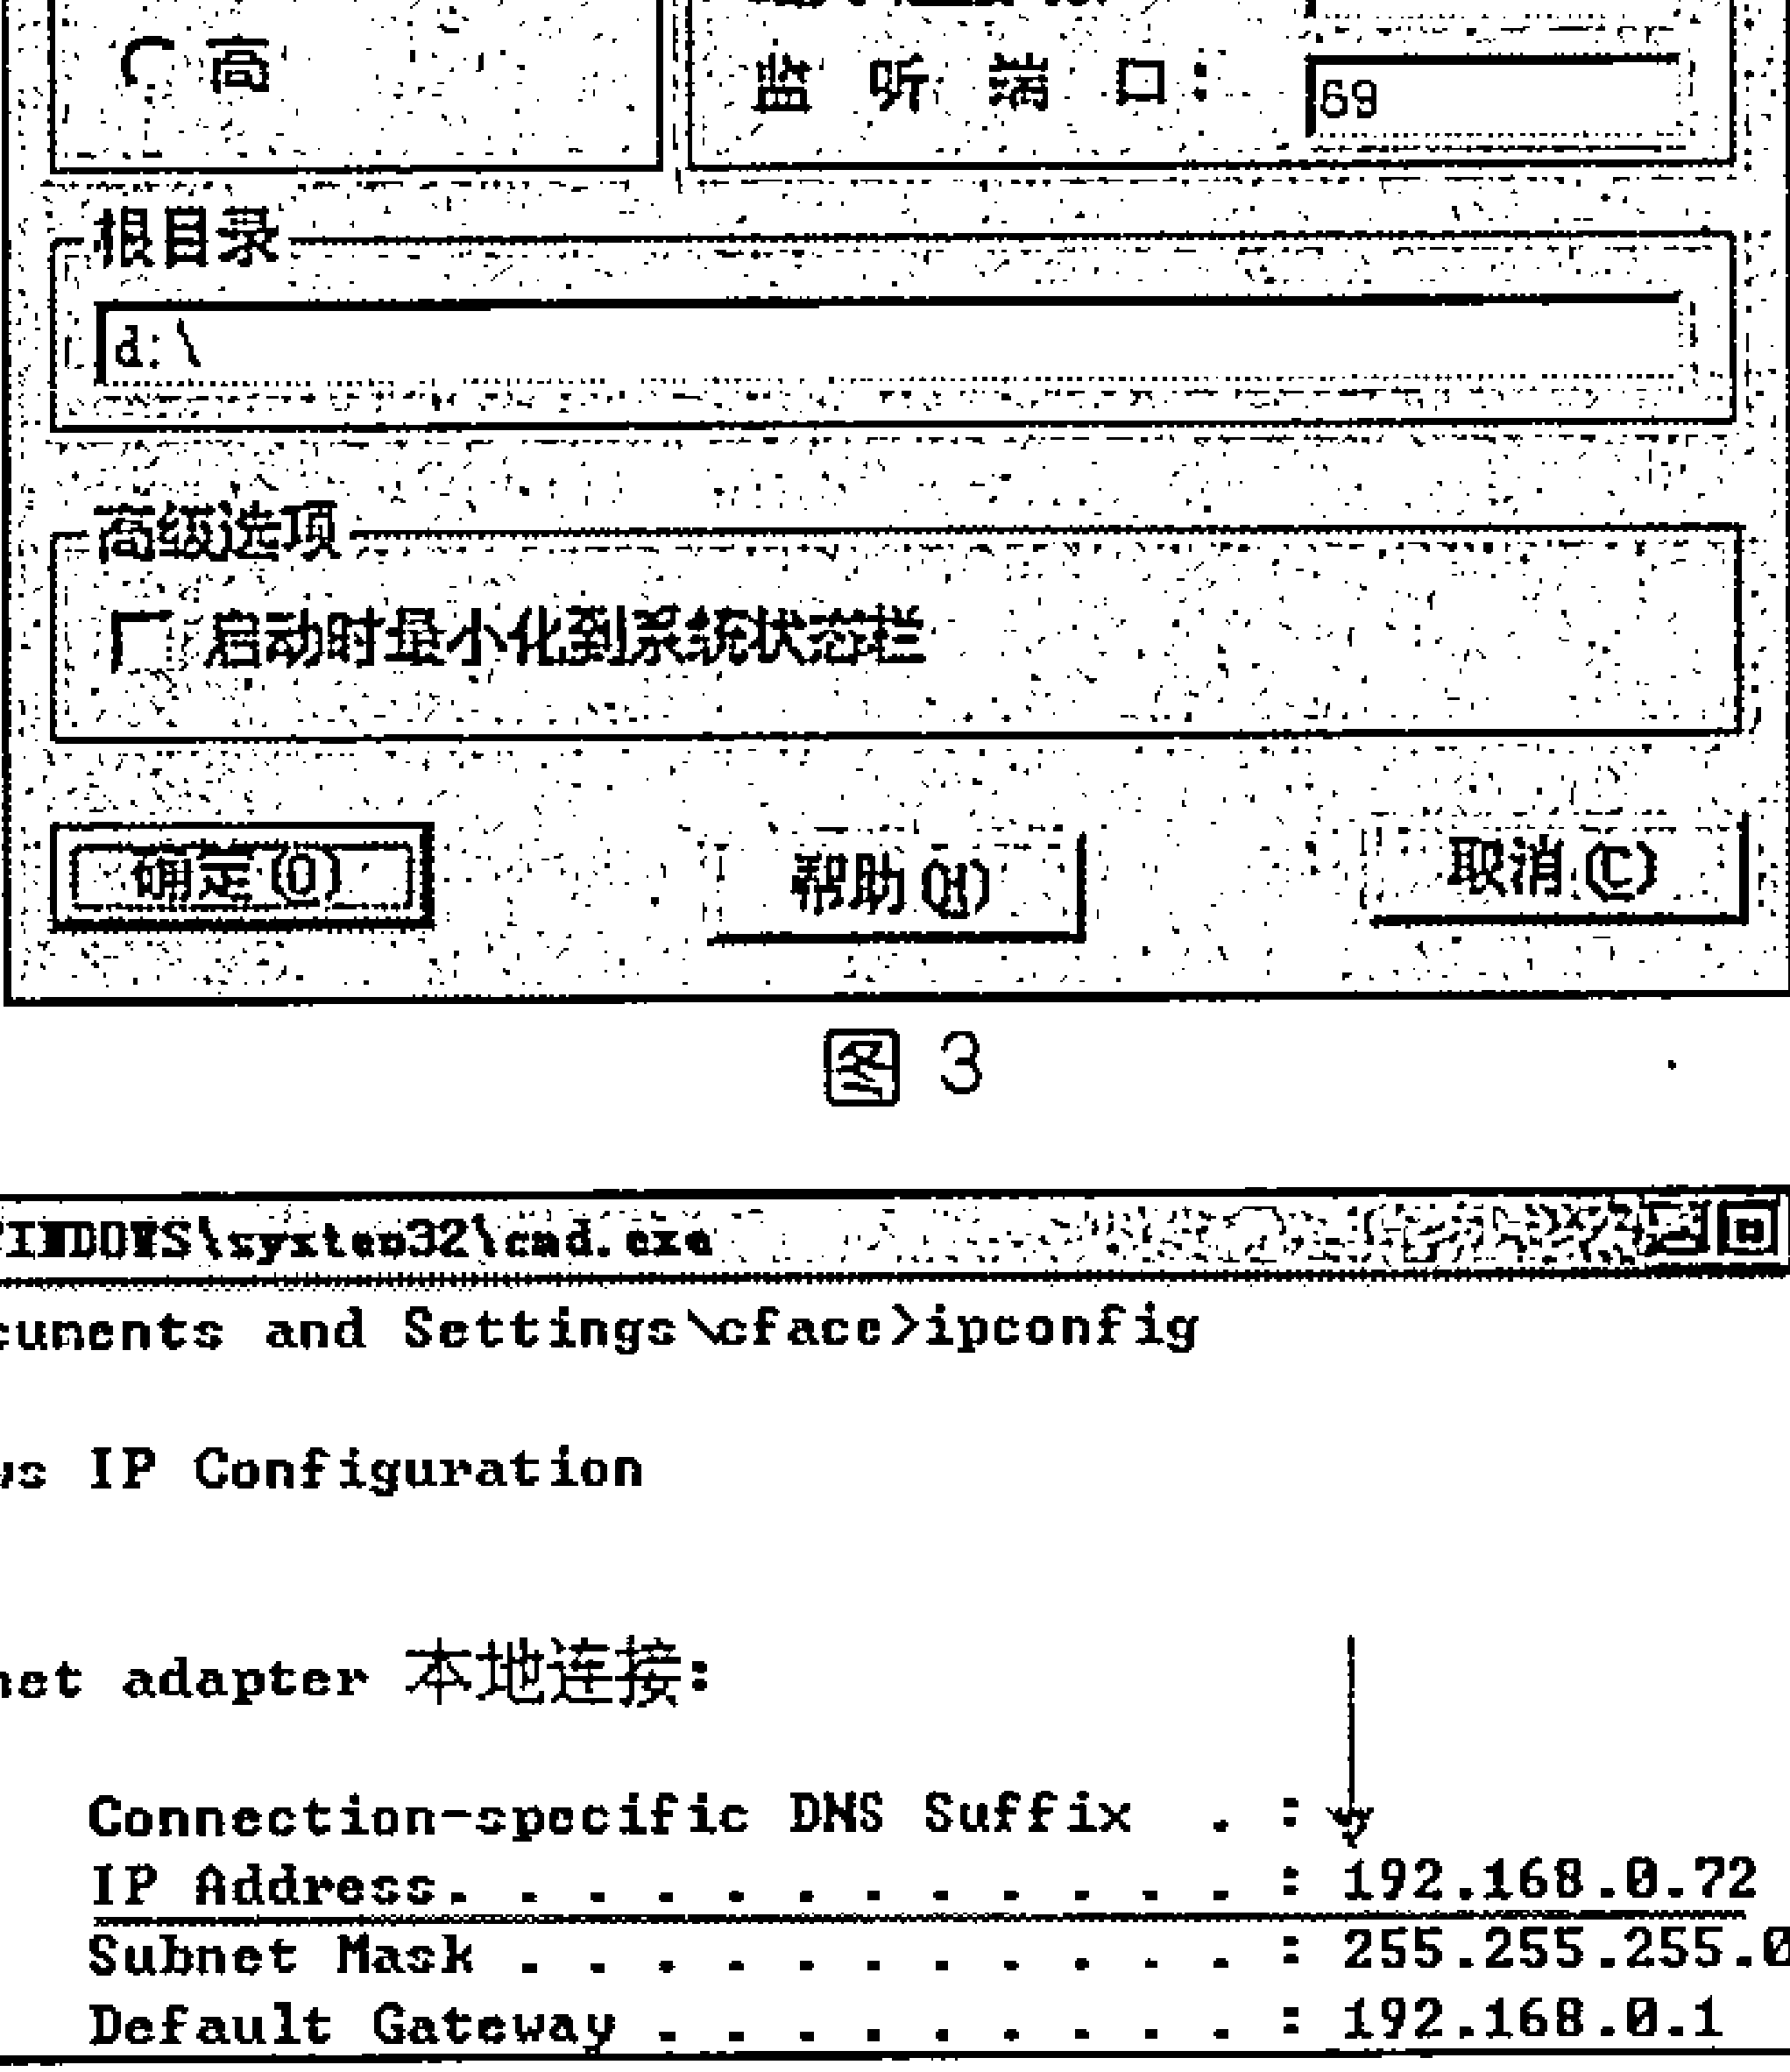 高
监 听 端 口：
69
根目录
d:\
高级选项
启动时最小化到系统状态栏
确定(O) 帮助(H) 取消(C)
图 3
INDOWS\system32\cmd.exe
cuments and Settings\cface>ipconfig
ws IP Configuration
net adapter 本地连接:
Connection-specific DNS Suffix . :
IP Address. . . . . . . . . . . . : 192.168.0.72
Subnet Mask . . . . . . . . . . . : 255.255.255.0
Default Gateway . . . . . . . . . : 192.168.0.1